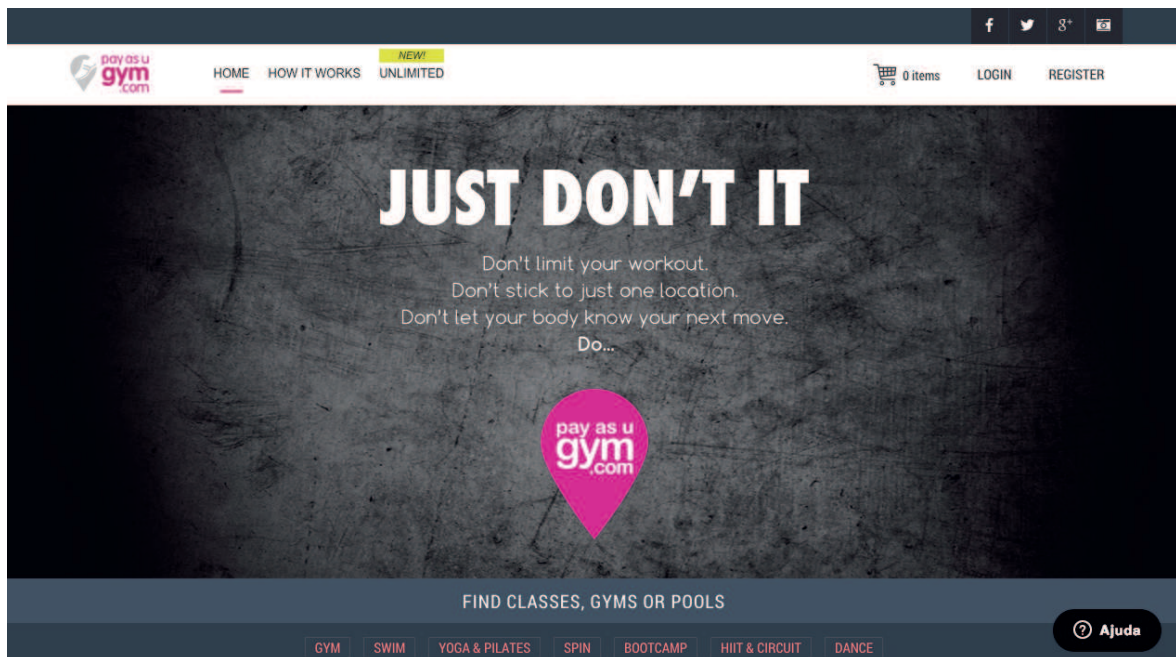 f 8+
pay as u
gym
.com
HOME HOW IT WORKS NEW! UNLIMITED 0 items LOGIN REGISTER
JUST DON'T IT
Don't limit your workout.
Don't stick to just one location.
Don't let your body know your next move.
Do...
pay as u
gym
.com
FIND CLASSES, GYMS OR POOLS
GYM SWIM YOGA & PILATES SPIN BOOTCAMP HIIT & CIRCUIT DANCE
? Ajuda